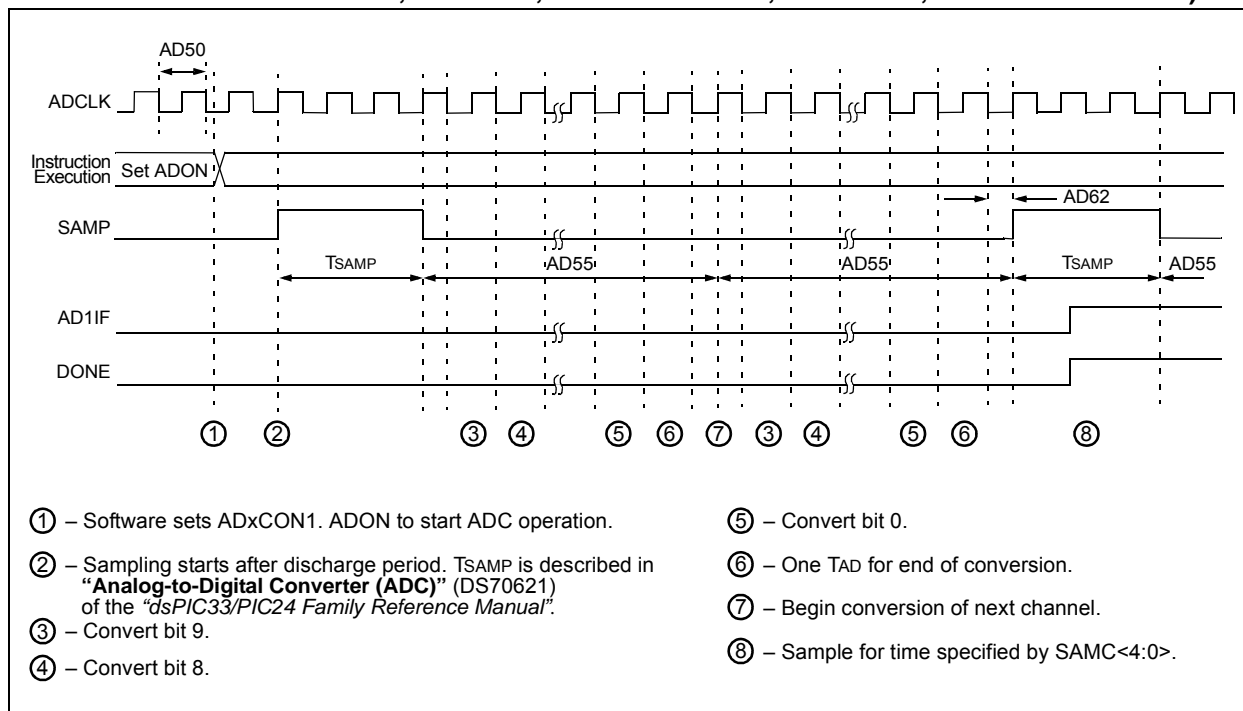 AD50
ADCLK
Instruction
Execution
Set ADON
SAMP
AD62
TSAMP
AD55
AD55
TSAMP
AD55
AD1IF
DONE
1 2 3 4 5 6 7 3 4 5 6 8
1 – Software sets ADxCON1. ADON to start ADC operation.
2 – Sampling starts after discharge period. TSAMP is described in
“Analog-to-Digital Converter (ADC)” (DS70621)
of the “dsPIC33/PIC24 Family Reference Manual”.
3 – Convert bit 9.
4 – Convert bit 8.
5 – Convert bit 0.
6 – One TAD for end of conversion.
7 – Begin conversion of next channel.
8 – Sample for time specified by SAMC<4:0>.